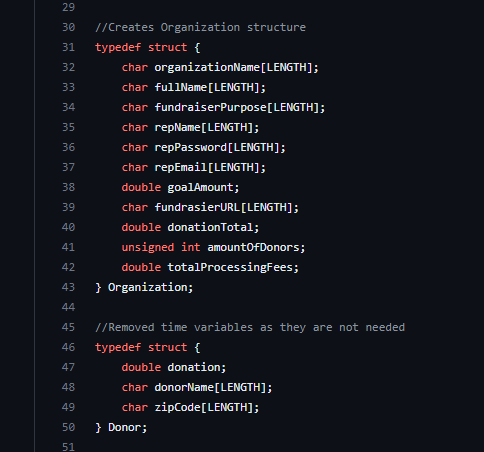 29
30 //Creates Organization structure
31 typedef struct {
32     char organizationName[LENGTH];
33     char fullName[LENGTH];
34     char fundraiserPurpose[LENGTH];
35     char repName[LENGTH];
36     char repPassword[LENGTH];
37     char repEmail[LENGTH];
38     double goalAmount;
39     char fundrasierURL[LENGTH];
40     double donationTotal;
41     unsigned int amountOfDonors;
42     double totalProcessingFees;
43 } Organization;
44
45 //Removed time variables as they are not needed
46 typedef struct {
47     double donation;
48     char donorName[LENGTH];
49     char zipCode[LENGTH];
50 } Donor;
51